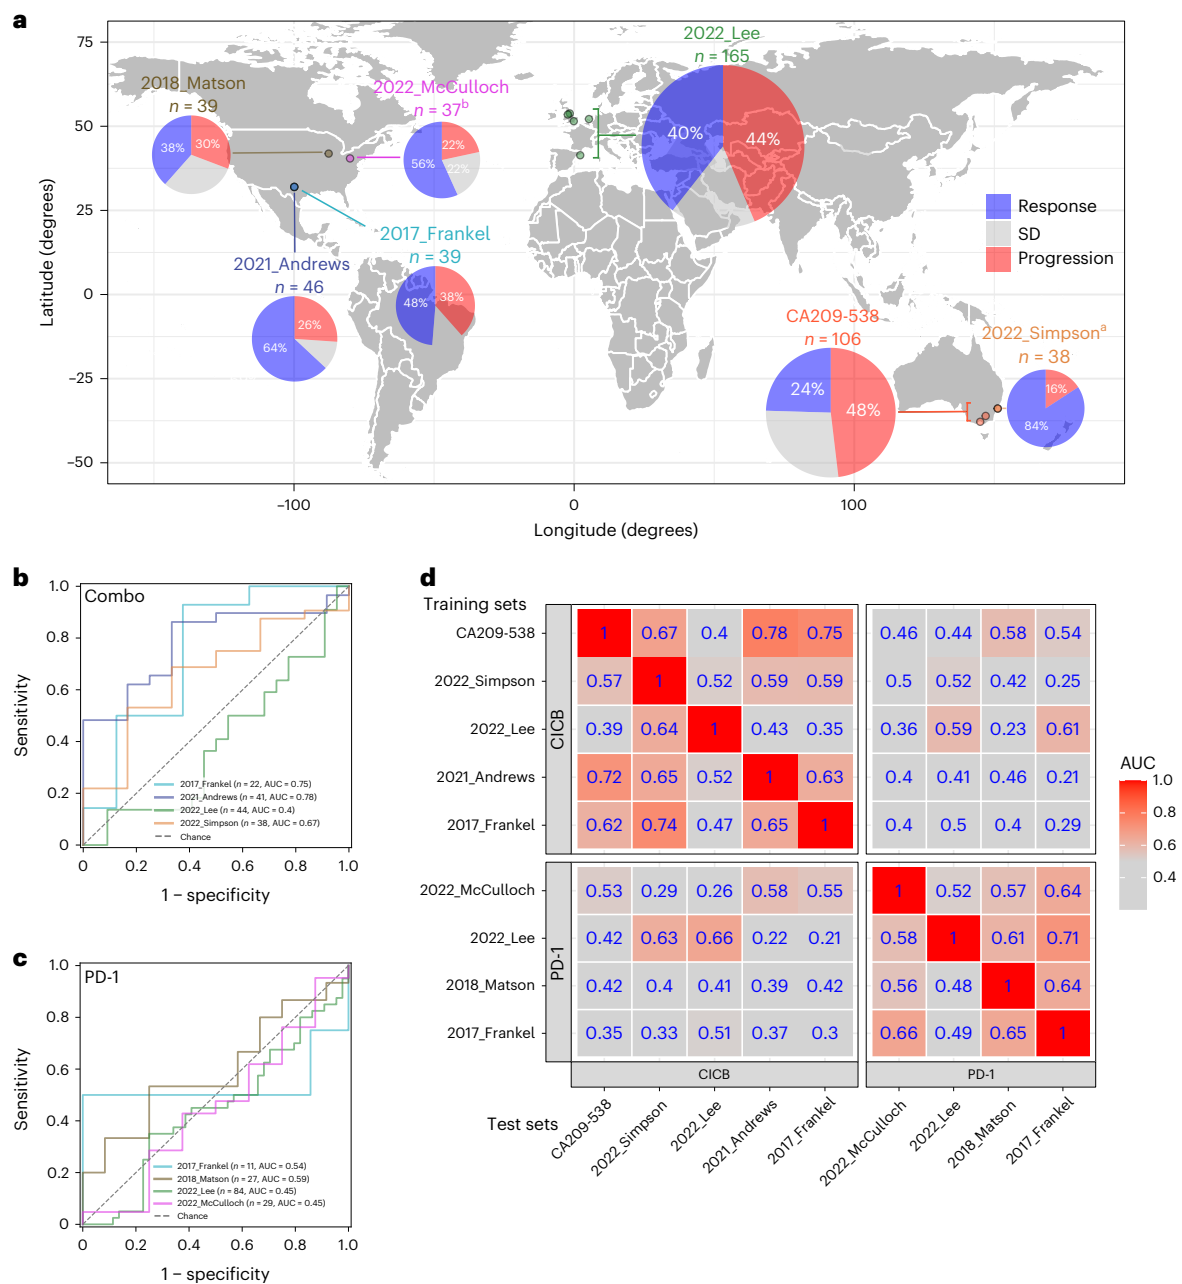 a
75
50
25
0
−25
−50
Latitude (degrees)
−100
0
100
Longitude (degrees)
2018_Matson
n = 39
38%
30%
2022_McCulloch
n = 37b
56%
22%
22%
2022_Lee
n = 165
40%
44%
2017_Frankel
n = 39
48%
38%
2021_Andrews
n = 46
64%
26%
CA209-538
n = 106
24%
48%
2022_Simpsona
n = 38
16%
84%
Response
SD
Progression
b
Combo
1.0
0.8
0.6
0.4
0.2
0
Sensitivity
2017_Frankel (n = 22, AUC = 0.75)
2021_Andrews (n = 41, AUC = 0.78)
2022_Lee (n = 44, AUC = 0.4)
2022_Simpson (n = 38, AUC = 0.67)
Chance
0 0.2 0.4 0.6 0.8 1.0
1 − specificity
c
PD-1
1.0
0.8
0.6
0.4
0.2
0
Sensitivity
2017_Frankel (n = 11, AUC = 0.54)
2018_Matson (n = 27, AUC = 0.59)
2022_Lee (n = 84, AUC = 0.45)
2022_McCulloch (n = 29, AUC = 0.45)
Chance
0 0.2 0.4 0.6 0.8 1.0
1 − specificity
d
Training sets
CICB
CA209-538 1 0.67 0.4 0.78 0.75 0.46 0.44 0.58 0.54
2022_Simpson 0.57 1 0.52 0.59 0.59 0.5 0.52 0.42 0.25
2022_Lee 0.39 0.64 1 0.43 0.35 0.36 0.59 0.23 0.61
2021_Andrews 0.72 0.65 0.52 1 0.63 0.4 0.41 0.46 0.21
2017_Frankel 0.62 0.74 0.47 0.65 1 0.4 0.5 0.4 0.29
PD-1
2022_McCulloch 0.53 0.29 0.26 0.58 0.55 1 0.52 0.57 0.64
2022_Lee 0.42 0.63 0.66 0.22 0.21 0.58 1 0.61 0.71
2018_Matson 0.42 0.4 0.41 0.39 0.42 0.56 0.48 1 0.64
2017_Frankel 0.35 0.33 0.51 0.37 0.3 0.66 0.49 0.65 1
CICB PD-1
Test sets
CA209-538
2022_Simpson
2022_Lee
2021_Andrews
2017_Frankel
2022_McCulloch
2022_Lee
2018_Matson
2017_Frankel
AUC
1.0
0.8
0.6
0.4